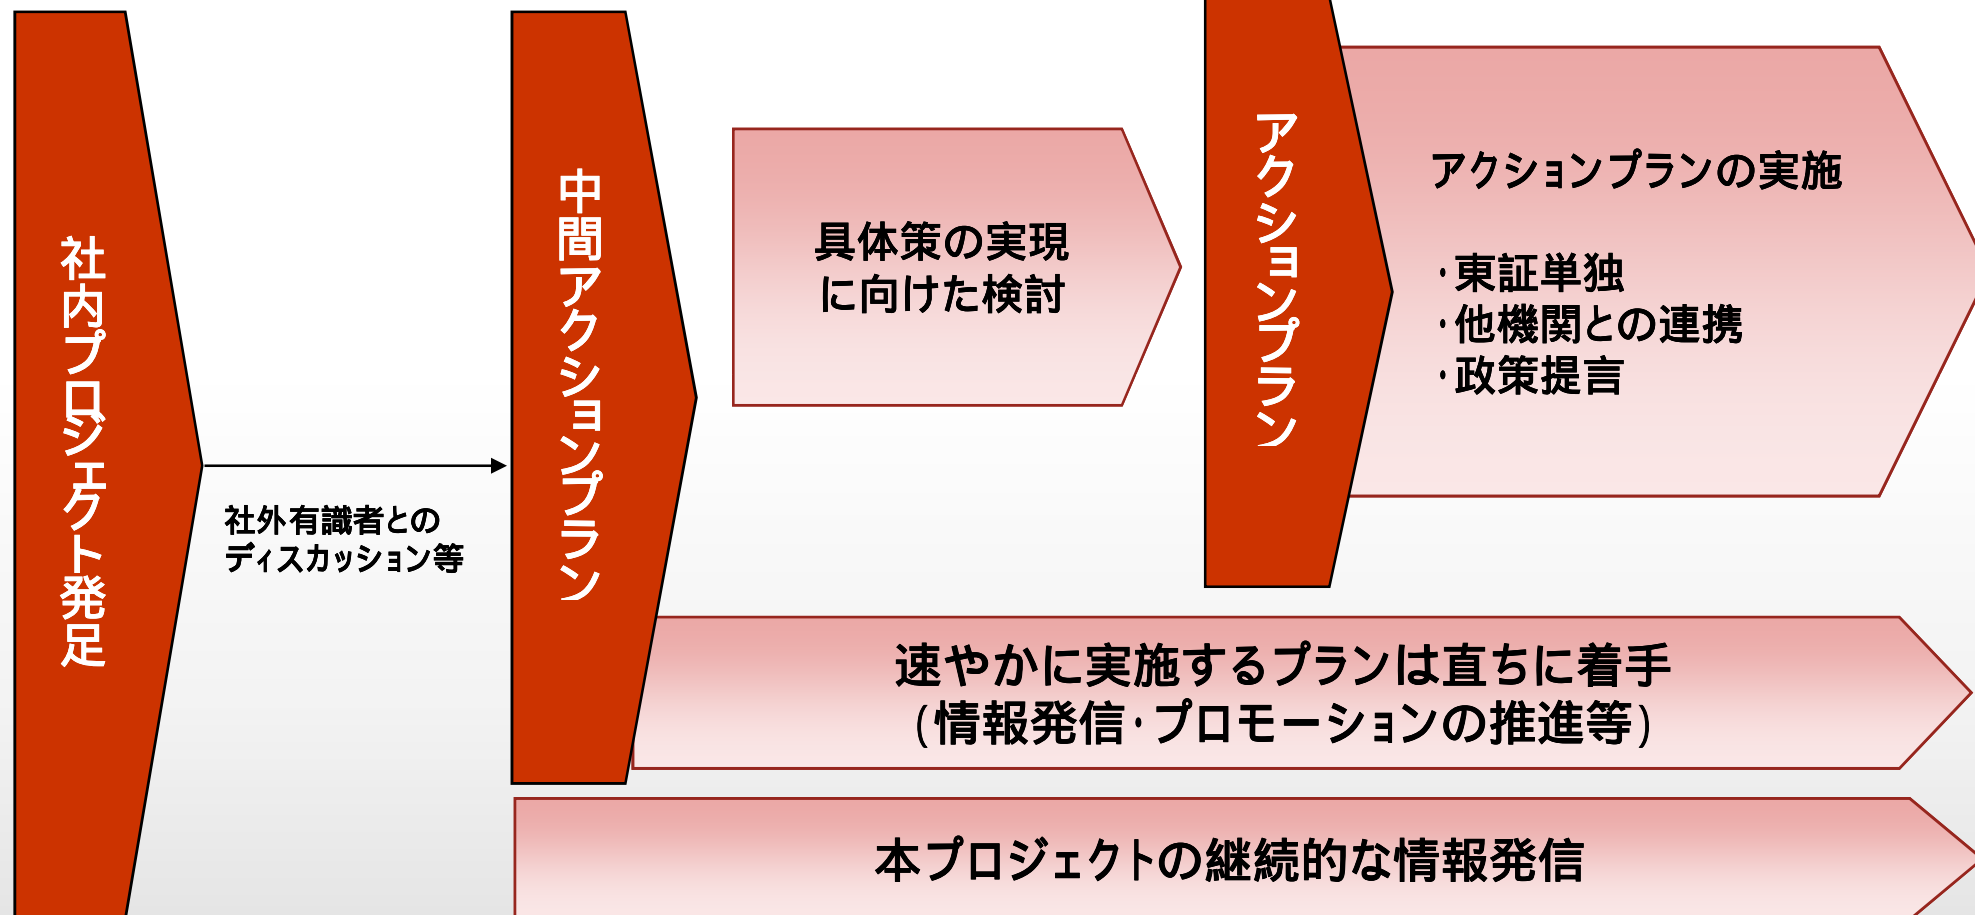 社内プロジェクト発足
社外有識者との
ディスカッション等
中間アクションプラン
具体策の実現
に向けた検討
アクションプラン
アクションプランの実施
・東証単独
・他機関との連携
・政策提言
速やかに実施するプランは直ちに着手
(情報発信・プロモーションの推進等)
本プロジェクトの継続的な情報発信